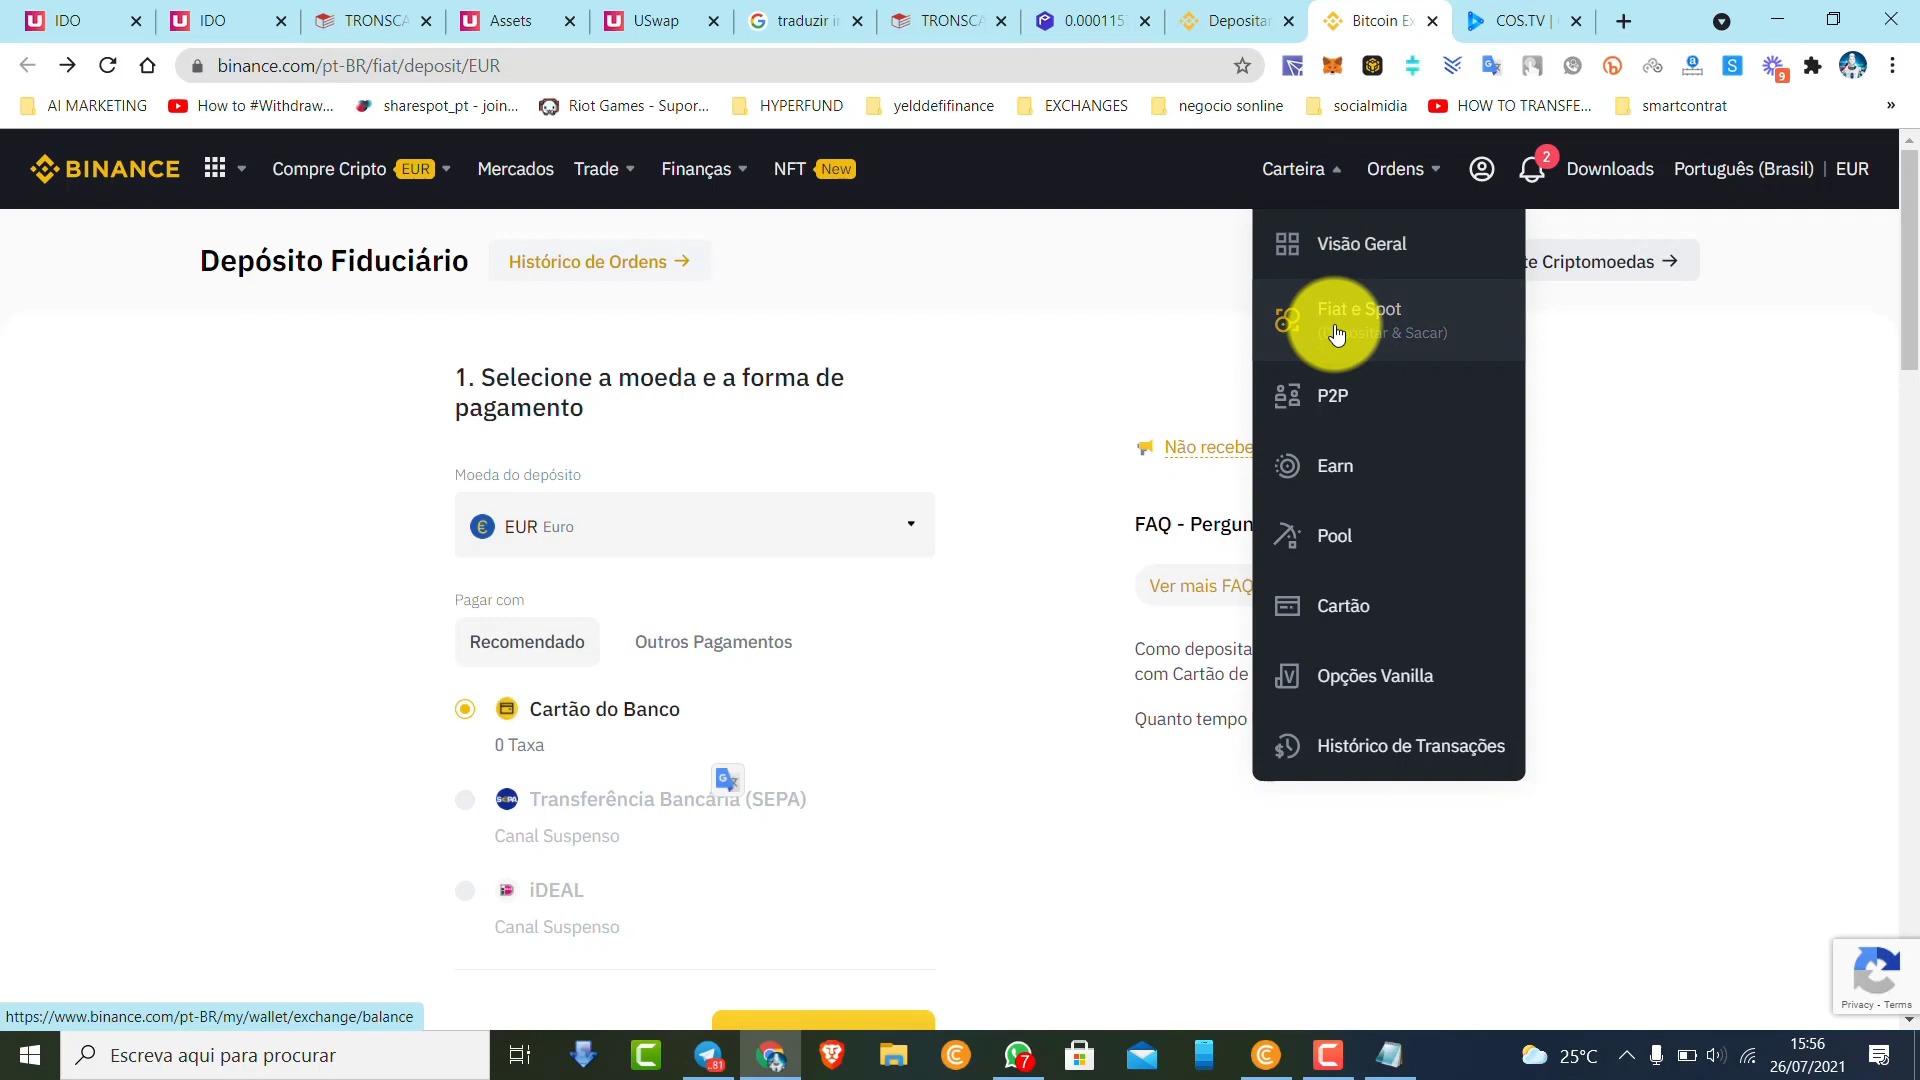 IDO
IDO
TRONSCA
Assets
USwap
traduzir i
TRONSCA
0.000115
Depositar
Bitcoin Ex
COS.TV |
binance.com/pt-BR/fiat/deposit/EUR
9
AI MARKETING
How to #Withdraw...
sharespot_pt - join...
Riot Games - Supor...
HYPERFUND
yelddefifinance
EXCHANGES
negocio sonline
socialmidia
HOW TO TRANSFE...
smartcontrat
»
BINANCE
Compre Cripto EUR
Mercados
Trade
Finanças
NFT New
Carteira
Ordens
2
Downloads
Português (Brasil) | EUR
Depósito Fiduciário
Histórico de Ordens →
te Criptomoedas →
Visão Geral
Fiat e Spot
(Depositar & Sacar)
P2P
Earn
Pool
Cartão
Opções Vanilla
Histórico de Transações
1. Selecione a moeda e a forma de
pagamento
Moeda do depósito
EUR Euro
Pagar com
Recomendado
Outros Pagamentos
Cartão do Banco
0 Taxa
Transferência Bancária (SEPA)
Canal Suspenso
iDEAL
Canal Suspenso
Não recebe
FAQ - Pergun
Ver mais FAQ
Como deposita
com Cartão de
Quanto tempo
Privacy - Terms
https://www.binance.com/pt-BR/my/wallet/exchange/balance
Escreva aqui para procurar
81
7
25°C
15:56
26/07/2021